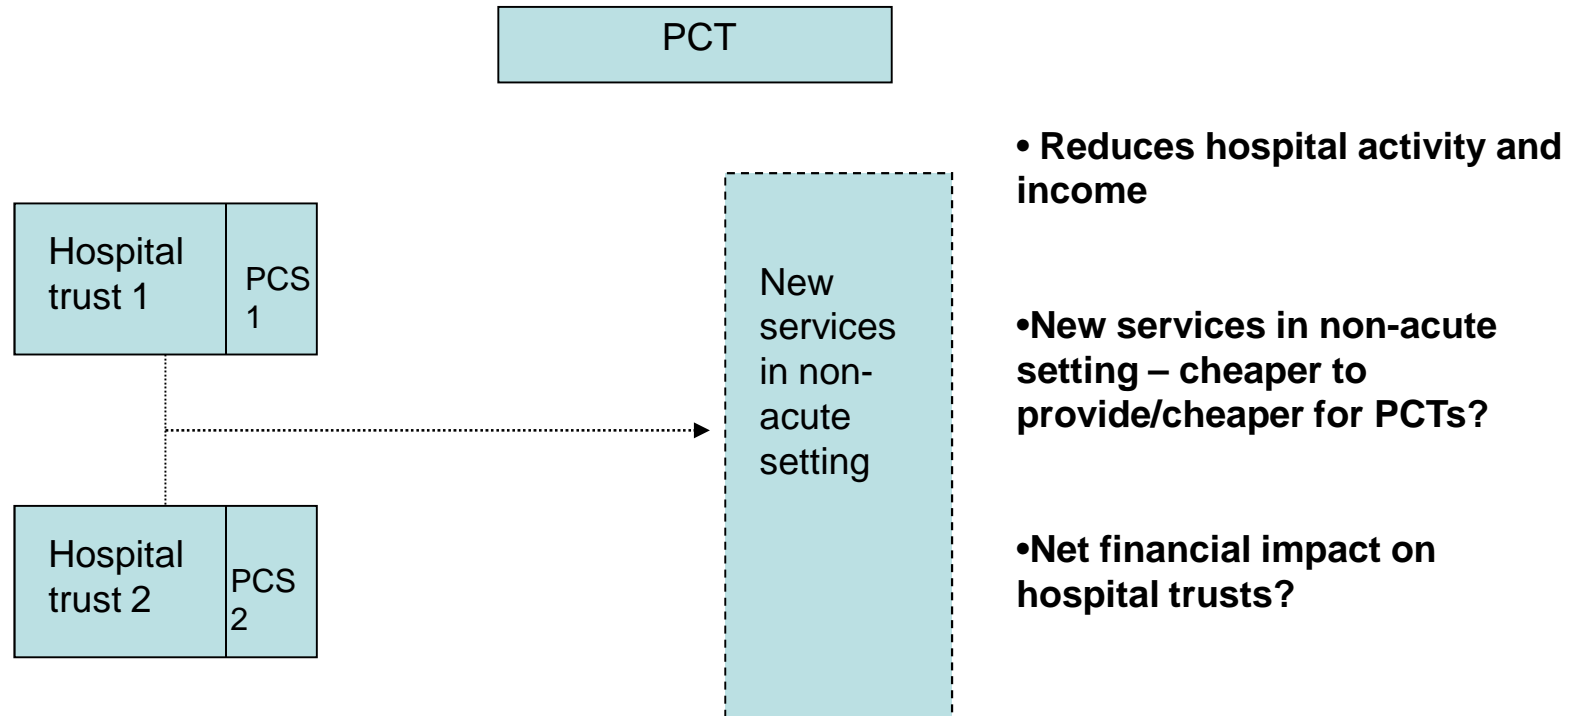 PCT
Hospital
trust 1
PCS
1
Hospital
trust 2
PCS
2
New
services
in non-
acute
setting
• Reduces hospital activity and
income
•New services in non-acute
setting – cheaper to
provide/cheaper for PCTs?
•Net financial impact on
hospital trusts?